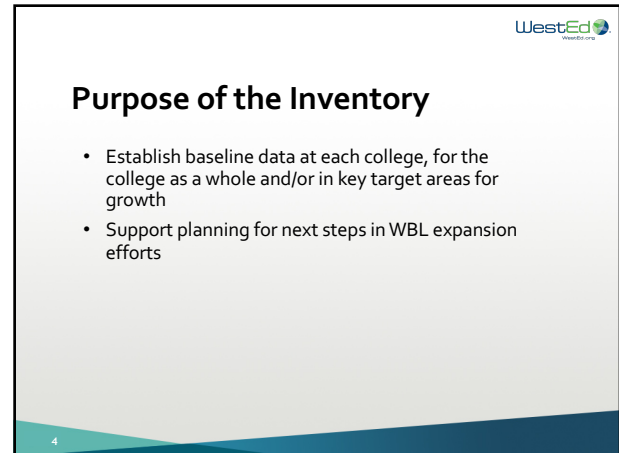 WestEd
WestEd.org
Purpose of the Inventory
• Establish baseline data at each college, for the
college as a whole and/or in key target areas for
growth
• Support planning for next steps in WBL expansion
efforts
4